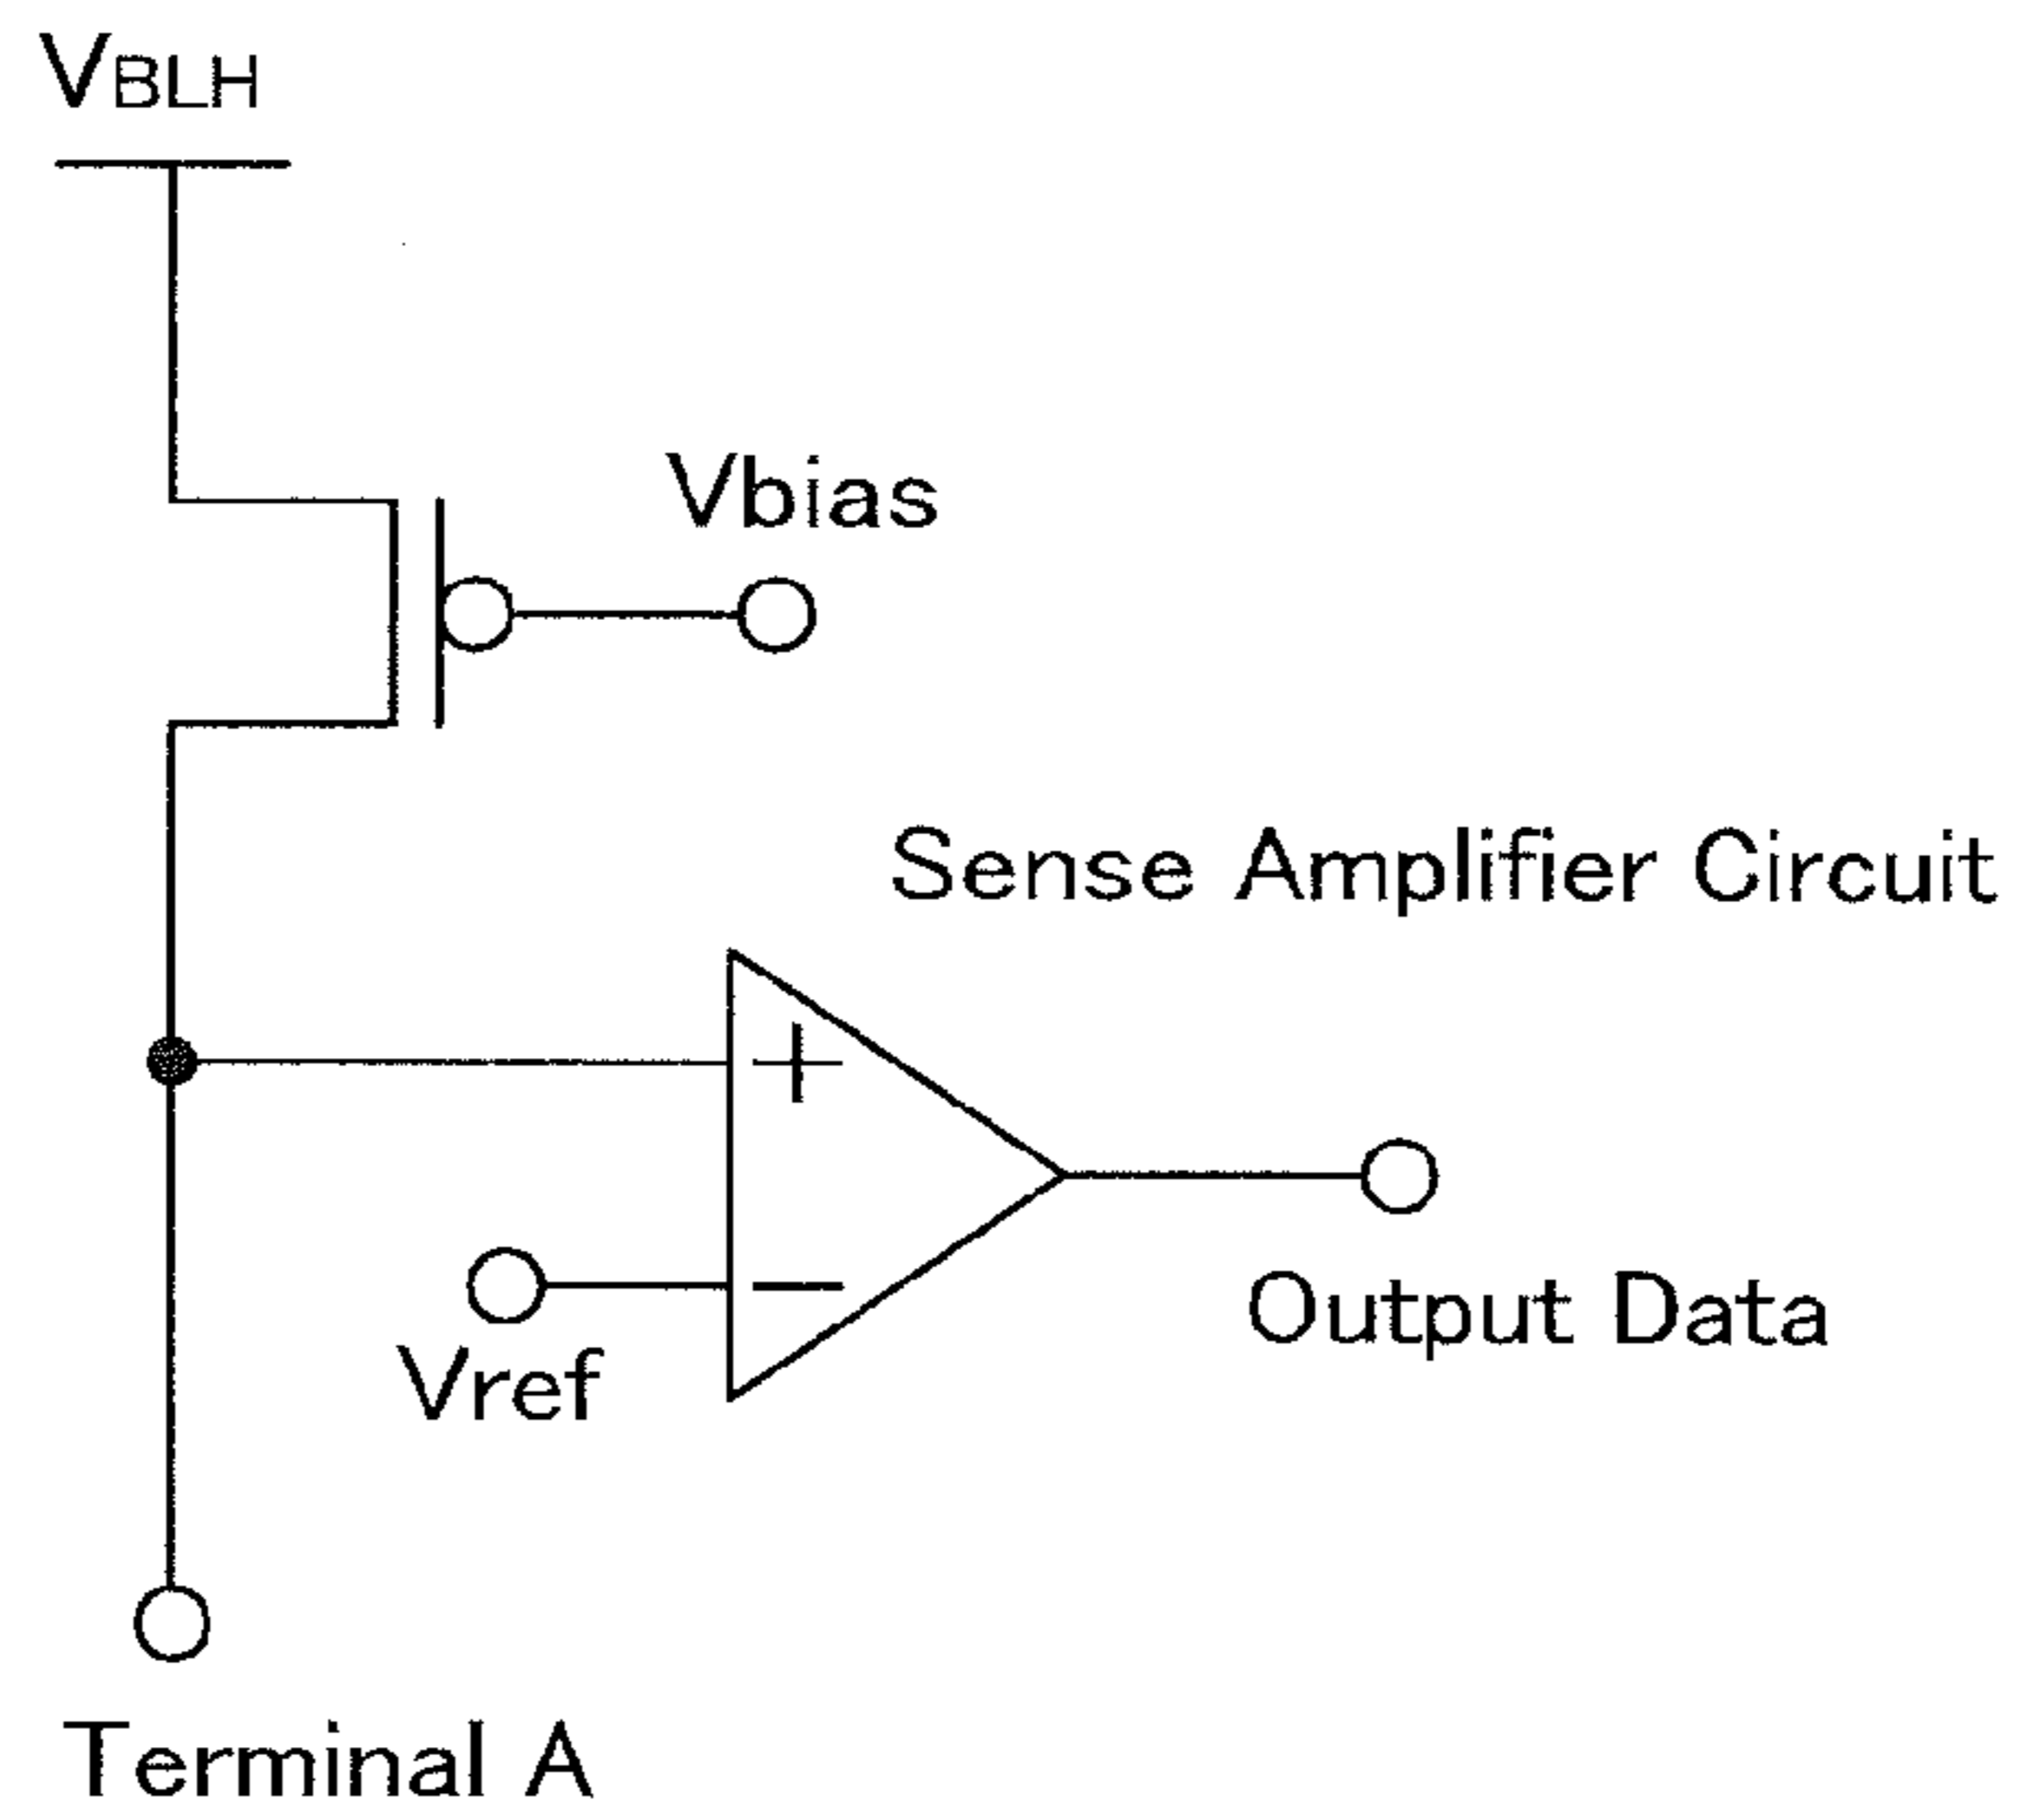 VBLH
Vbias
Sense Amplifier Circuit
+
−
Vref
Output Data
Terminal A